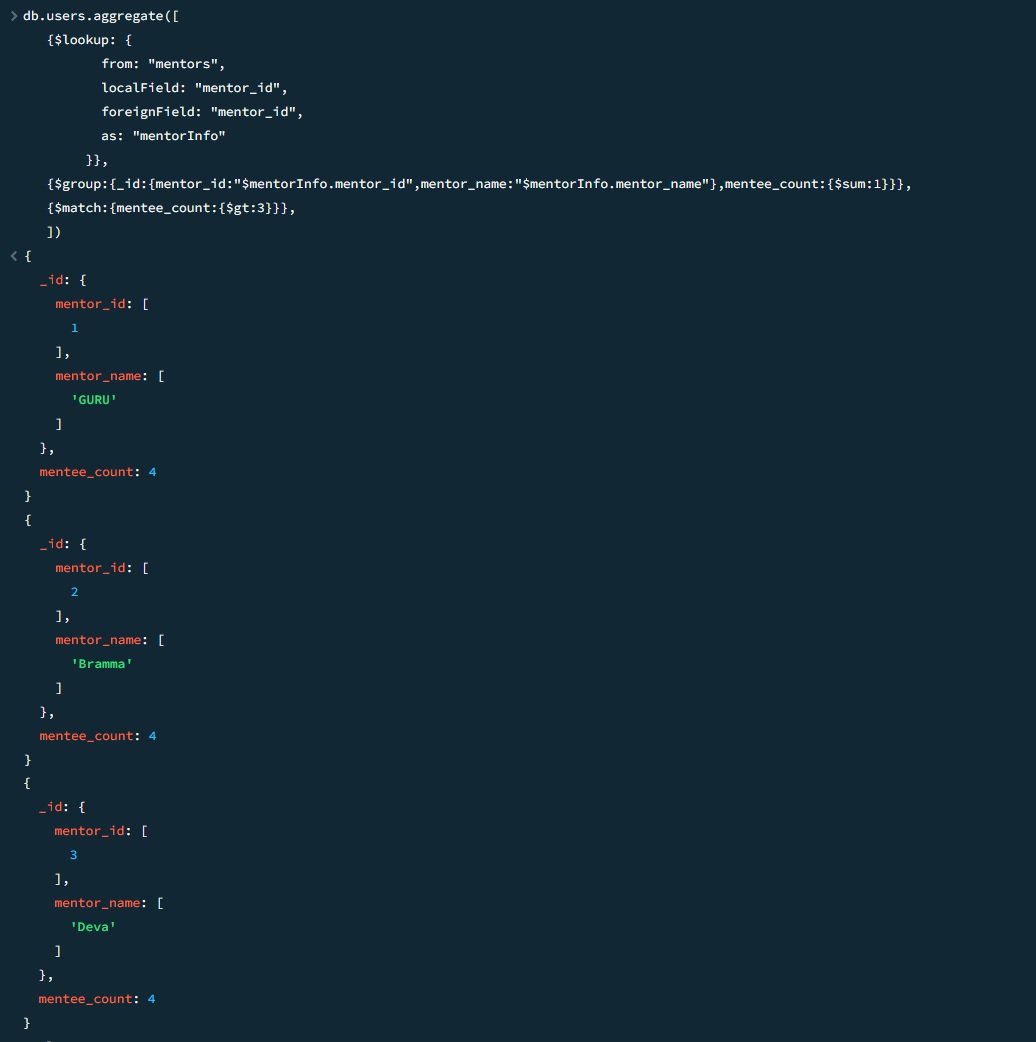 > db.users.aggregate([
{$lookup: {
from: "mentors",
localField: "mentor_id",
foreignField: "mentor_id",
as: "mentorInfo"
}},
{$group:{_id:{mentor_id:"$mentorInfo.mentor_id",mentor_name:"$mentorInfo.mentor_name"},mentee_count:{$sum:1}}},
{$match:{mentee_count:{$gt:3}}},
])
< {
_id: {
mentor_id: [
1
],
mentor_name: [
'GURU'
]
},
mentee_count: 4
}
{
_id: {
mentor_id: [
2
],
mentor_name: [
'Bramma'
]
},
mentee_count: 4
}
{
_id: {
mentor_id: [
3
],
mentor_name: [
'Deva'
]
},
mentee_count: 4
}